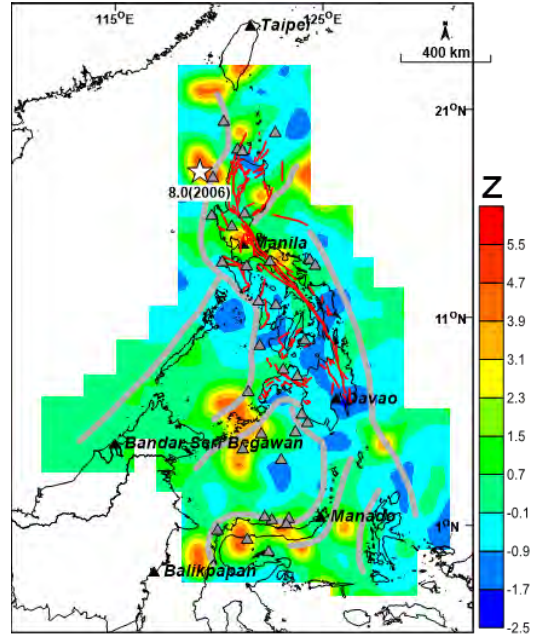 115°E
125°E
Taipei
400 km
21°N
8.0(2006)
Z
5.5
4.7
Manila
3.9
11°N
3.1
2.3
1.5
Davao
0.7
Bandar Seri Begawan
-0.1
Manado
1°N
-0.9
Balikpapan
-1.7
-2.5